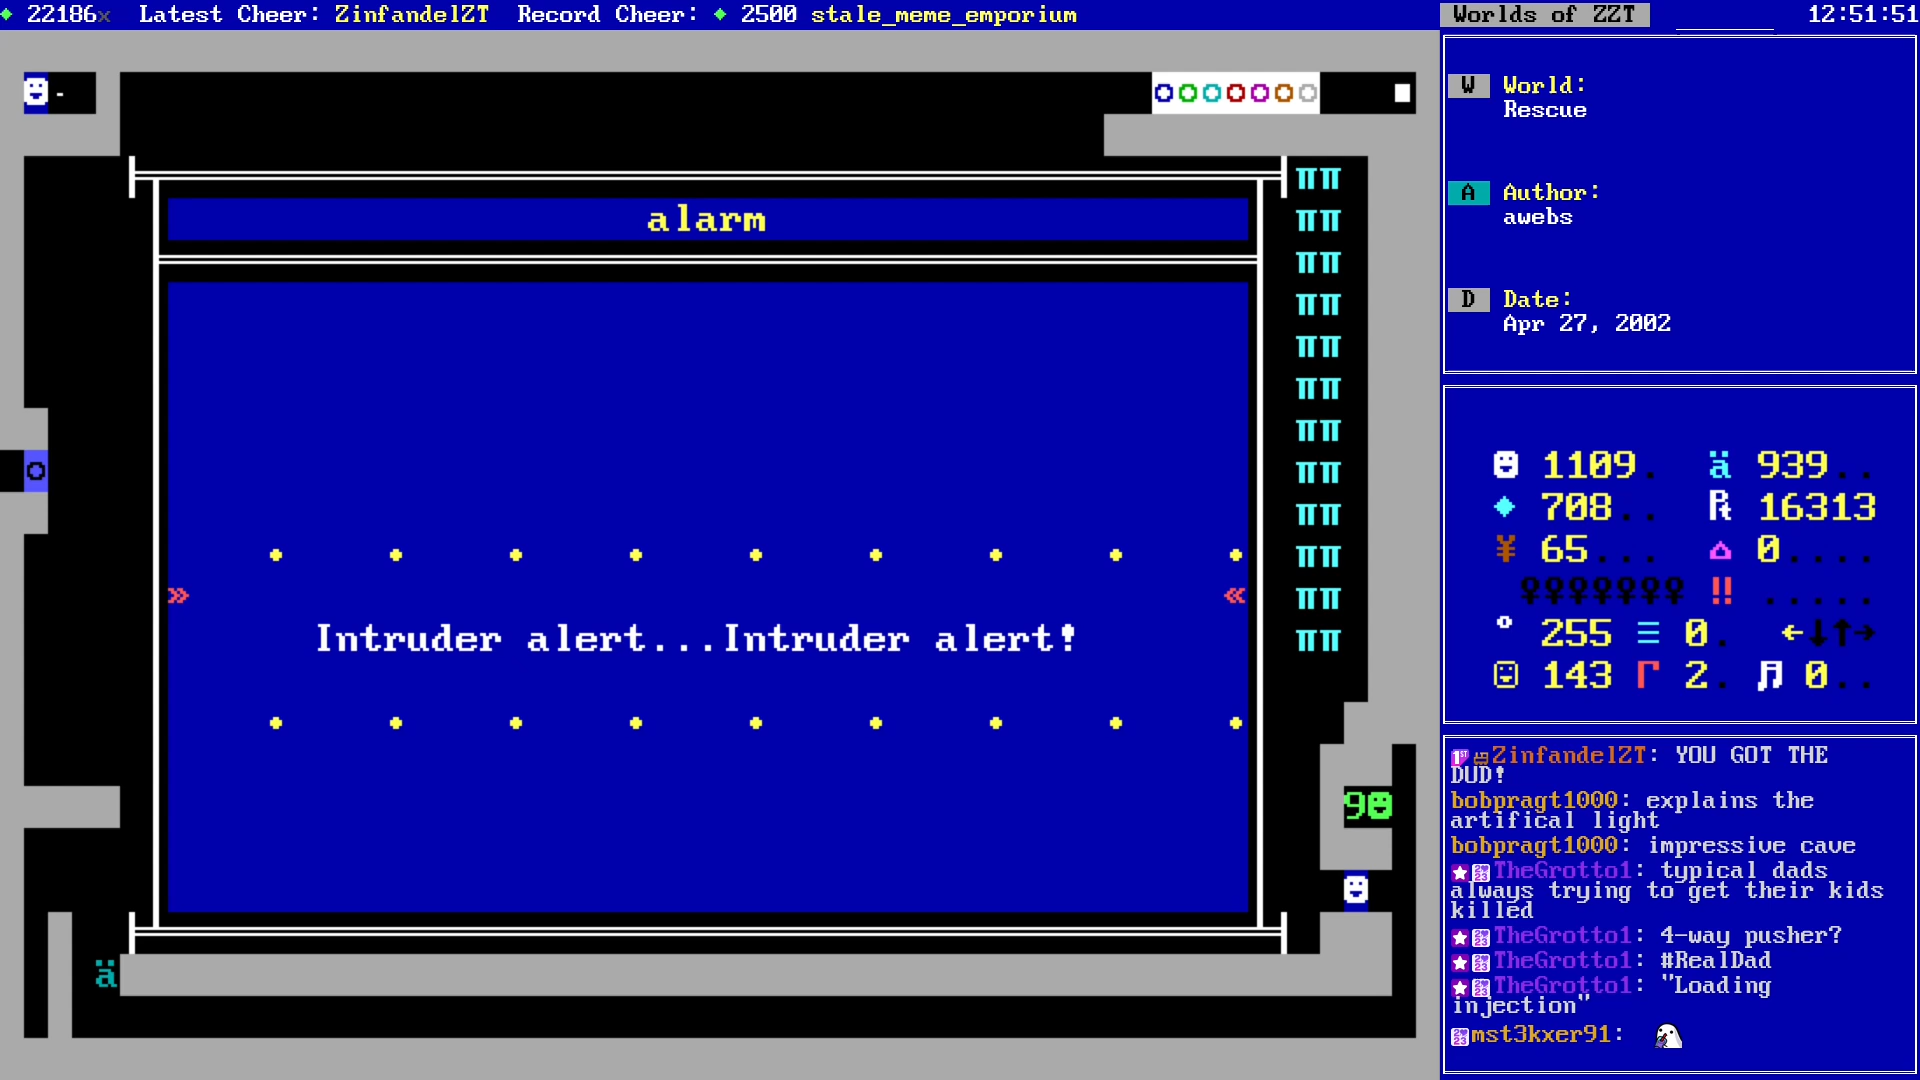 22186x Latest Cheer: ZinfandelZT Record Cheer: 2500 stale_meme_emporium
Worlds of ZZT
12:51:51
W World:
Rescue
A Author:
awebs
D Date:
Apr 27, 2002
alarm
Intruder alert...Intruder alert!
90
1109 939
708 16313
65 0
255 0
143 2 0
ZinfandelZT: YOU GOT THE
DUD!
bobpragt1000: explains the
artifical light
bobpragt1000: impressive cave
TheGrotto1: typical dads
always trying to get their kids
killed
TheGrotto1: 4-way pusher?
TheGrotto1: #RealDad
TheGrotto1: "Loading
injection"
mst3kxer91: